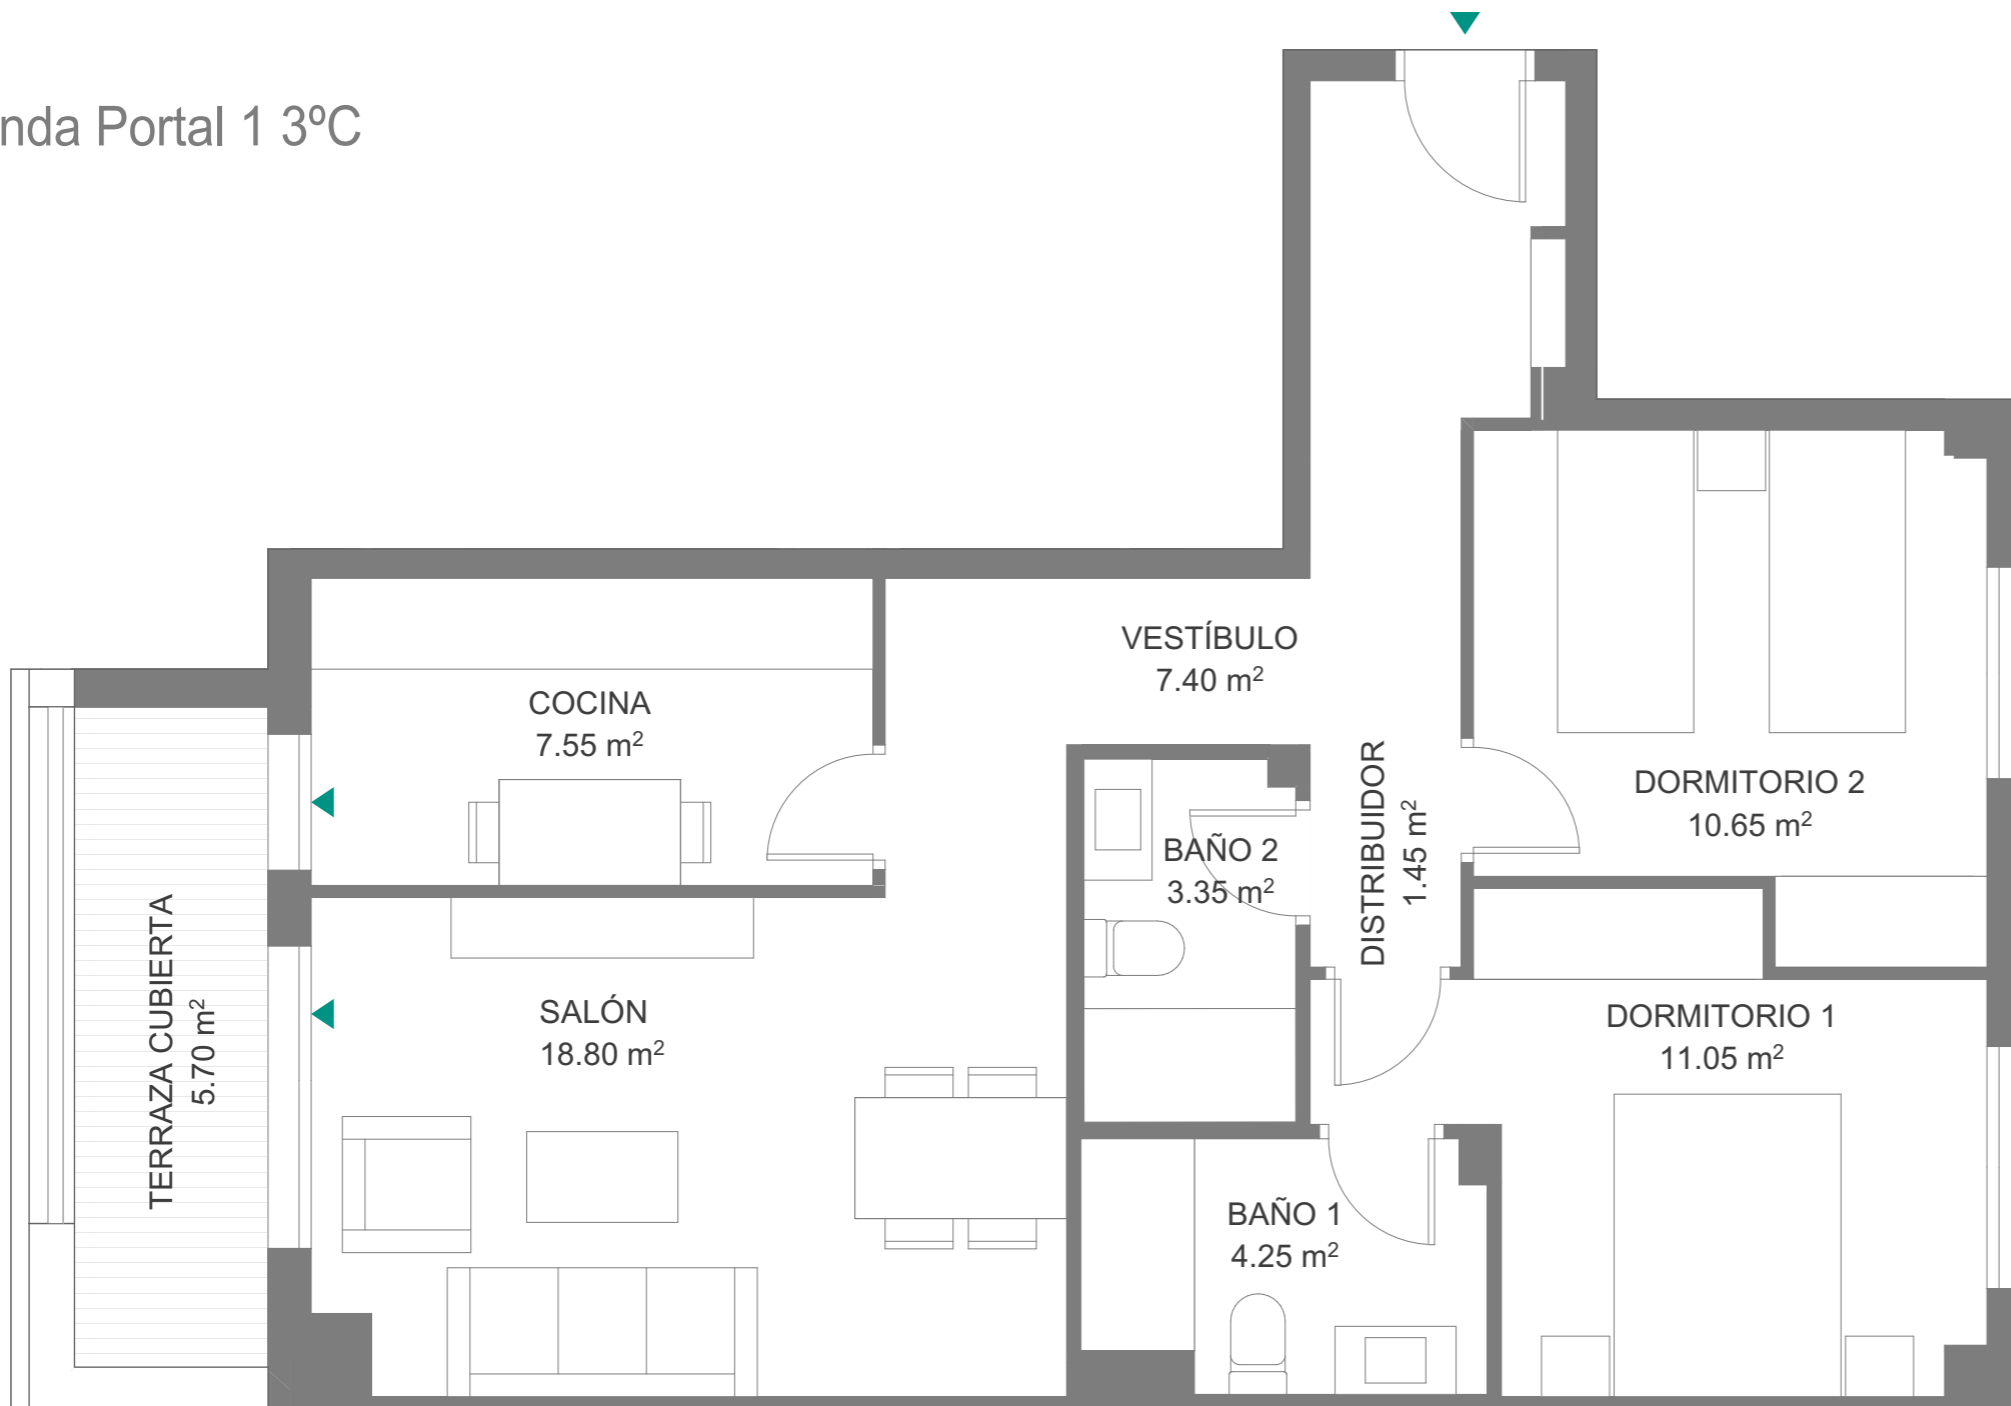 nda Portal 1 3ºC
VESTÍBULO
7.40 m²
COCINA
7.55 m²
DORMITORIO 2
10.65 m²
DISTRIBUIDOR
1.45 m²
BAÑO 2
3.35 m²
TERRAZA CUBIERTA
5.70 m²
SALÓN
18.80 m²
DORMITORIO 1
11.05 m²
BAÑO 1
4.25 m²